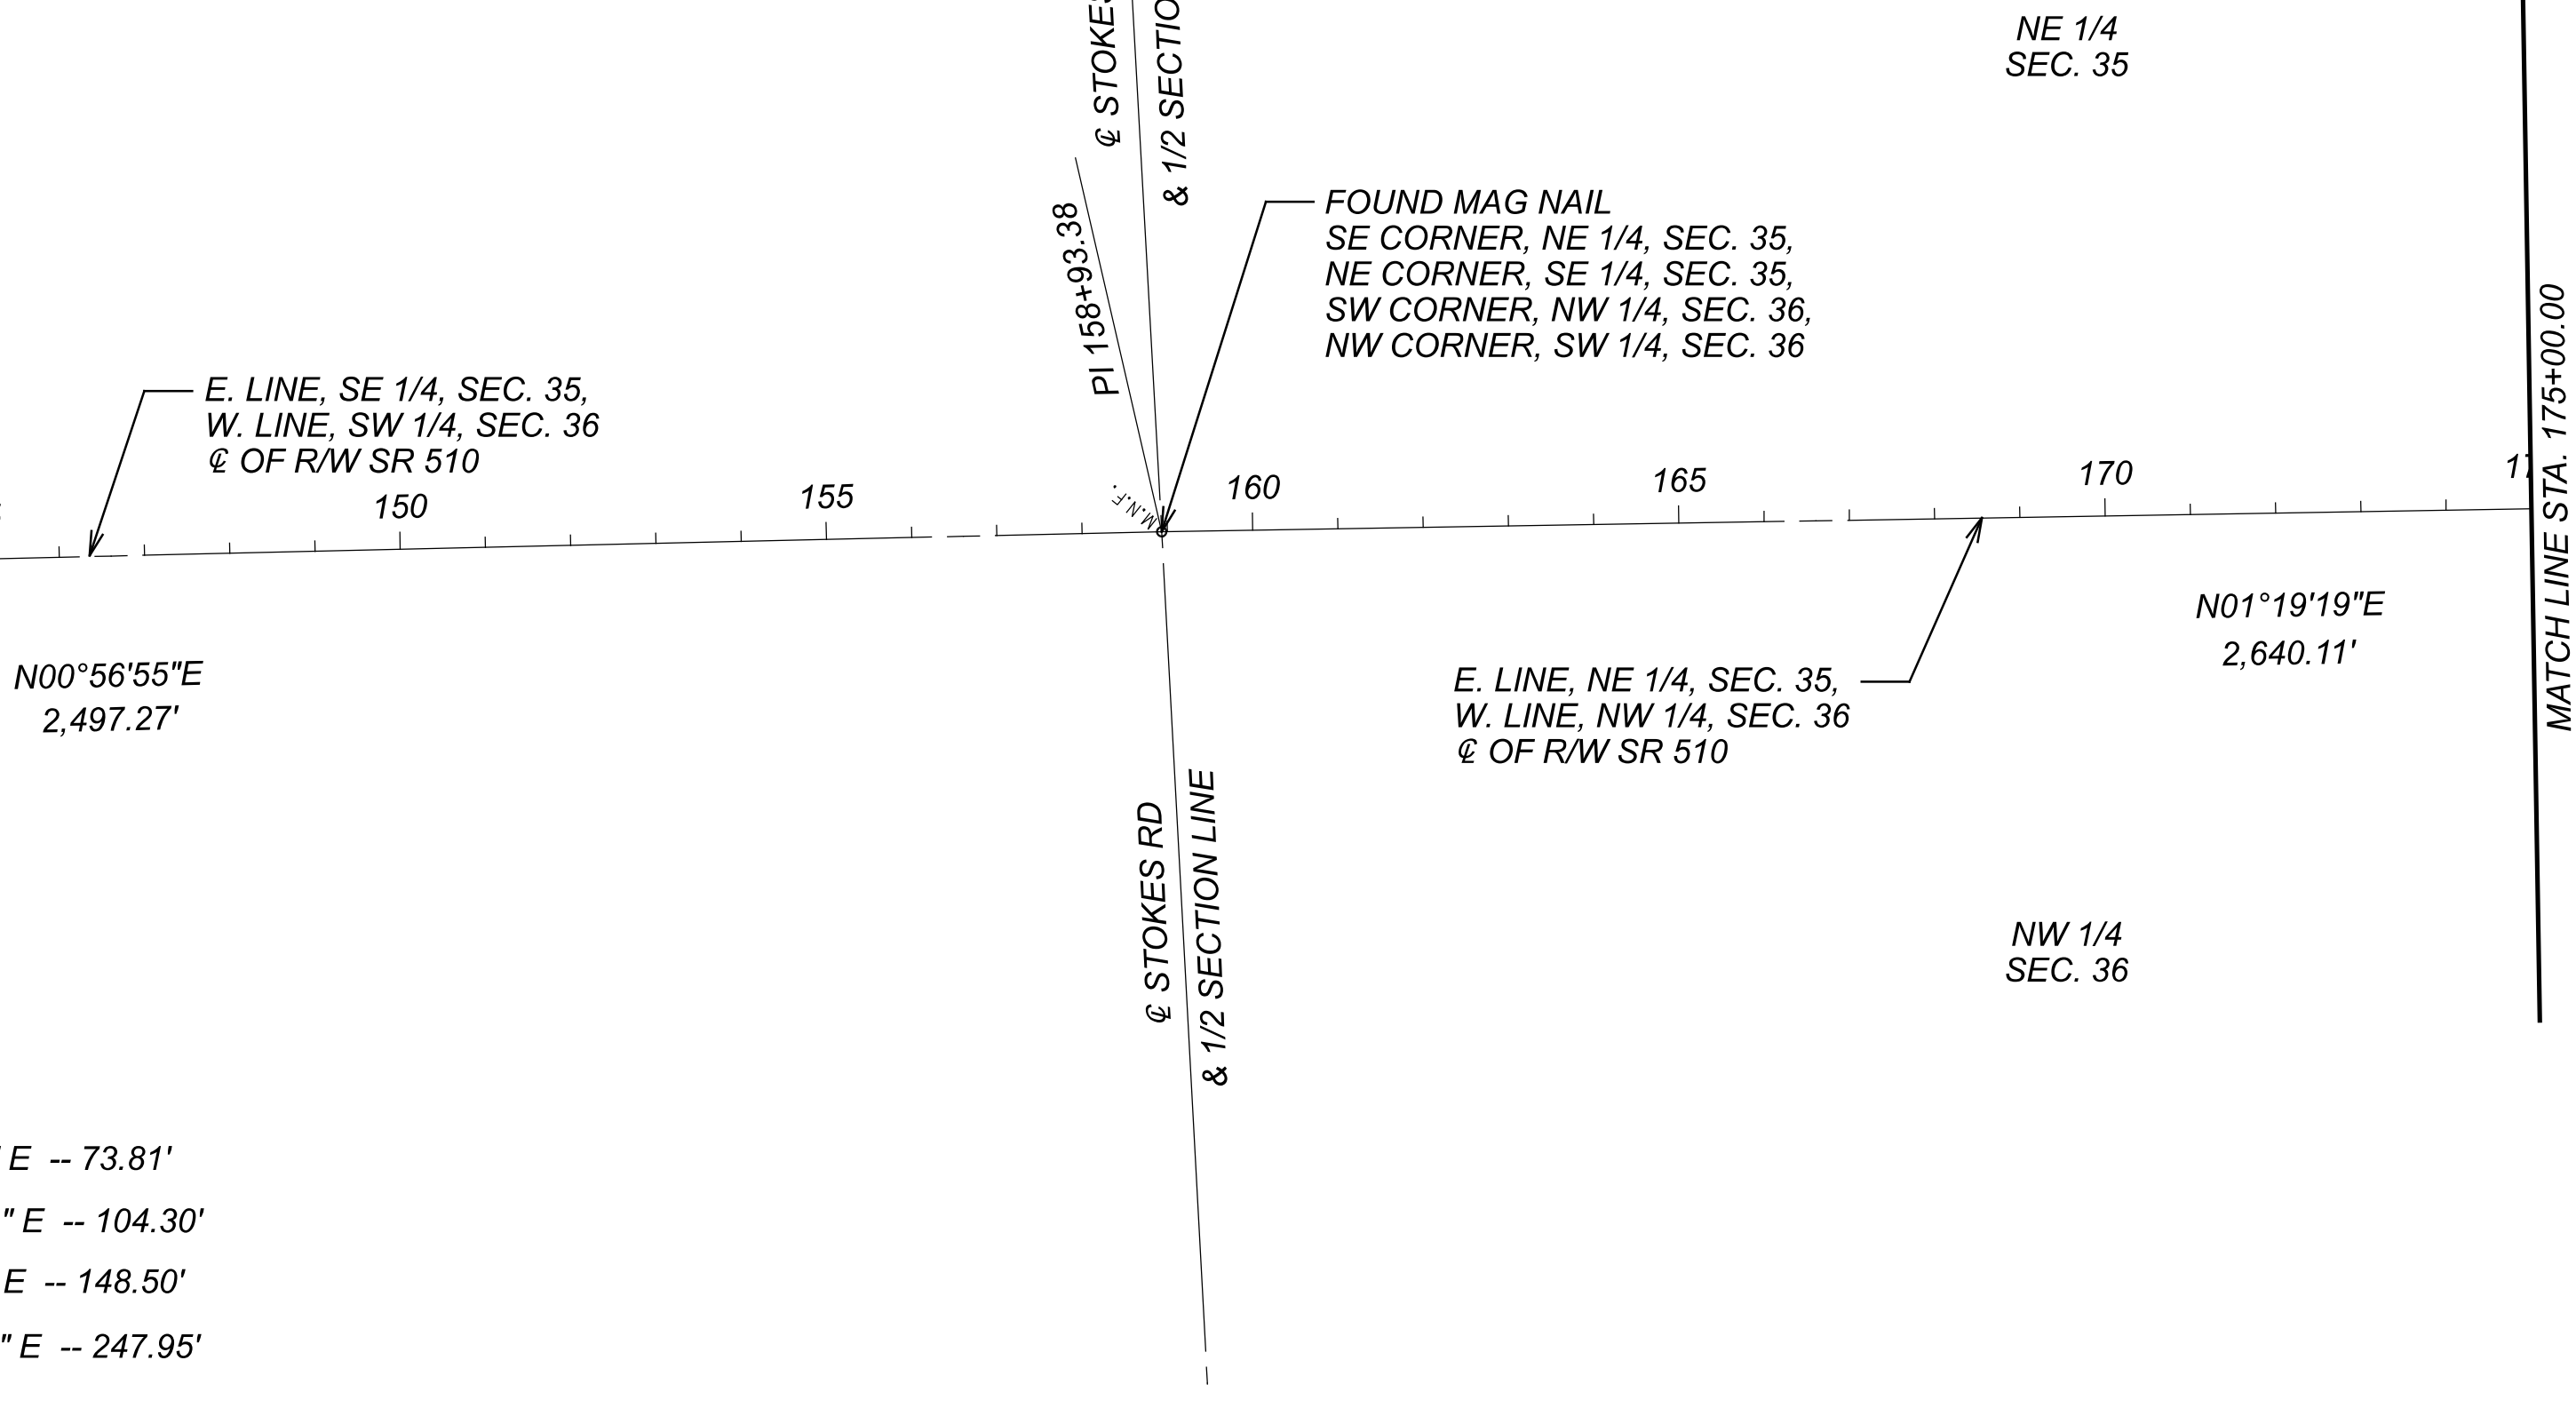 NE 1/4
SEC. 35
℄ STOKES
& 1/2 SECTIO
PI 158+93.38
FOUND MAG NAIL
SE CORNER, NE 1/4, SEC. 35,
NE CORNER, SE 1/4, SEC. 35,
SW CORNER, NW 1/4, SEC. 36,
NW CORNER, SW 1/4, SEC. 36
E. LINE, SE 1/4, SEC. 35,
W. LINE, SW 1/4, SEC. 36
℄ OF R/W SR 510
150
155
M.N.F.
160
165
170
17
MATCH LINE STA. 175+00.00
N00°56'55"E
2,497.27'
N01°19'19"E
2,640.11'
E. LINE, NE 1/4, SEC. 35,
W. LINE, NW 1/4, SEC. 36
℄ OF R/W SR 510
℄ STOKES RD
& 1/2 SECTION LINE
NW 1/4
SEC. 36
E -- 73.81'
" E -- 104.30'
E -- 148.50'
" E -- 247.95'